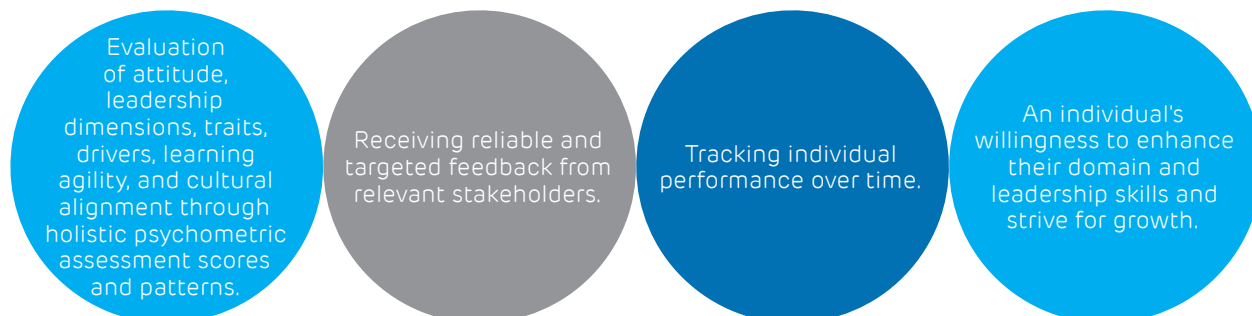 Evaluation
of attitude,
leadership
dimensions, traits,
drivers, learning
agility, and cultural
alignment through
holistic psychometric
assessment scores
and patterns.
Receiving reliable and
targeted feedback from
relevant stakeholders.
Tracking individual
performance over time.
An individual's
willingness to enhance
their domain and
leadership skills and
strive for growth.